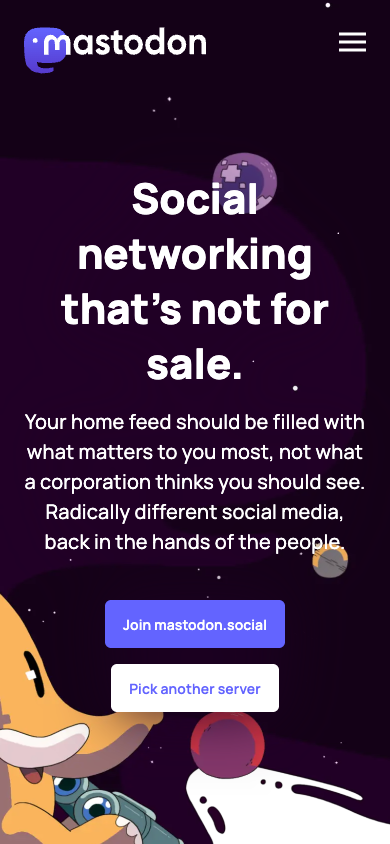 mastodon
Social
networking
that’s not for
sale.
Your home feed should be filled with
what matters to you most, not what
a corporation thinks you should see.
Radically different social media,
back in the hands of the people.
Join mastodon.social
Pick another server